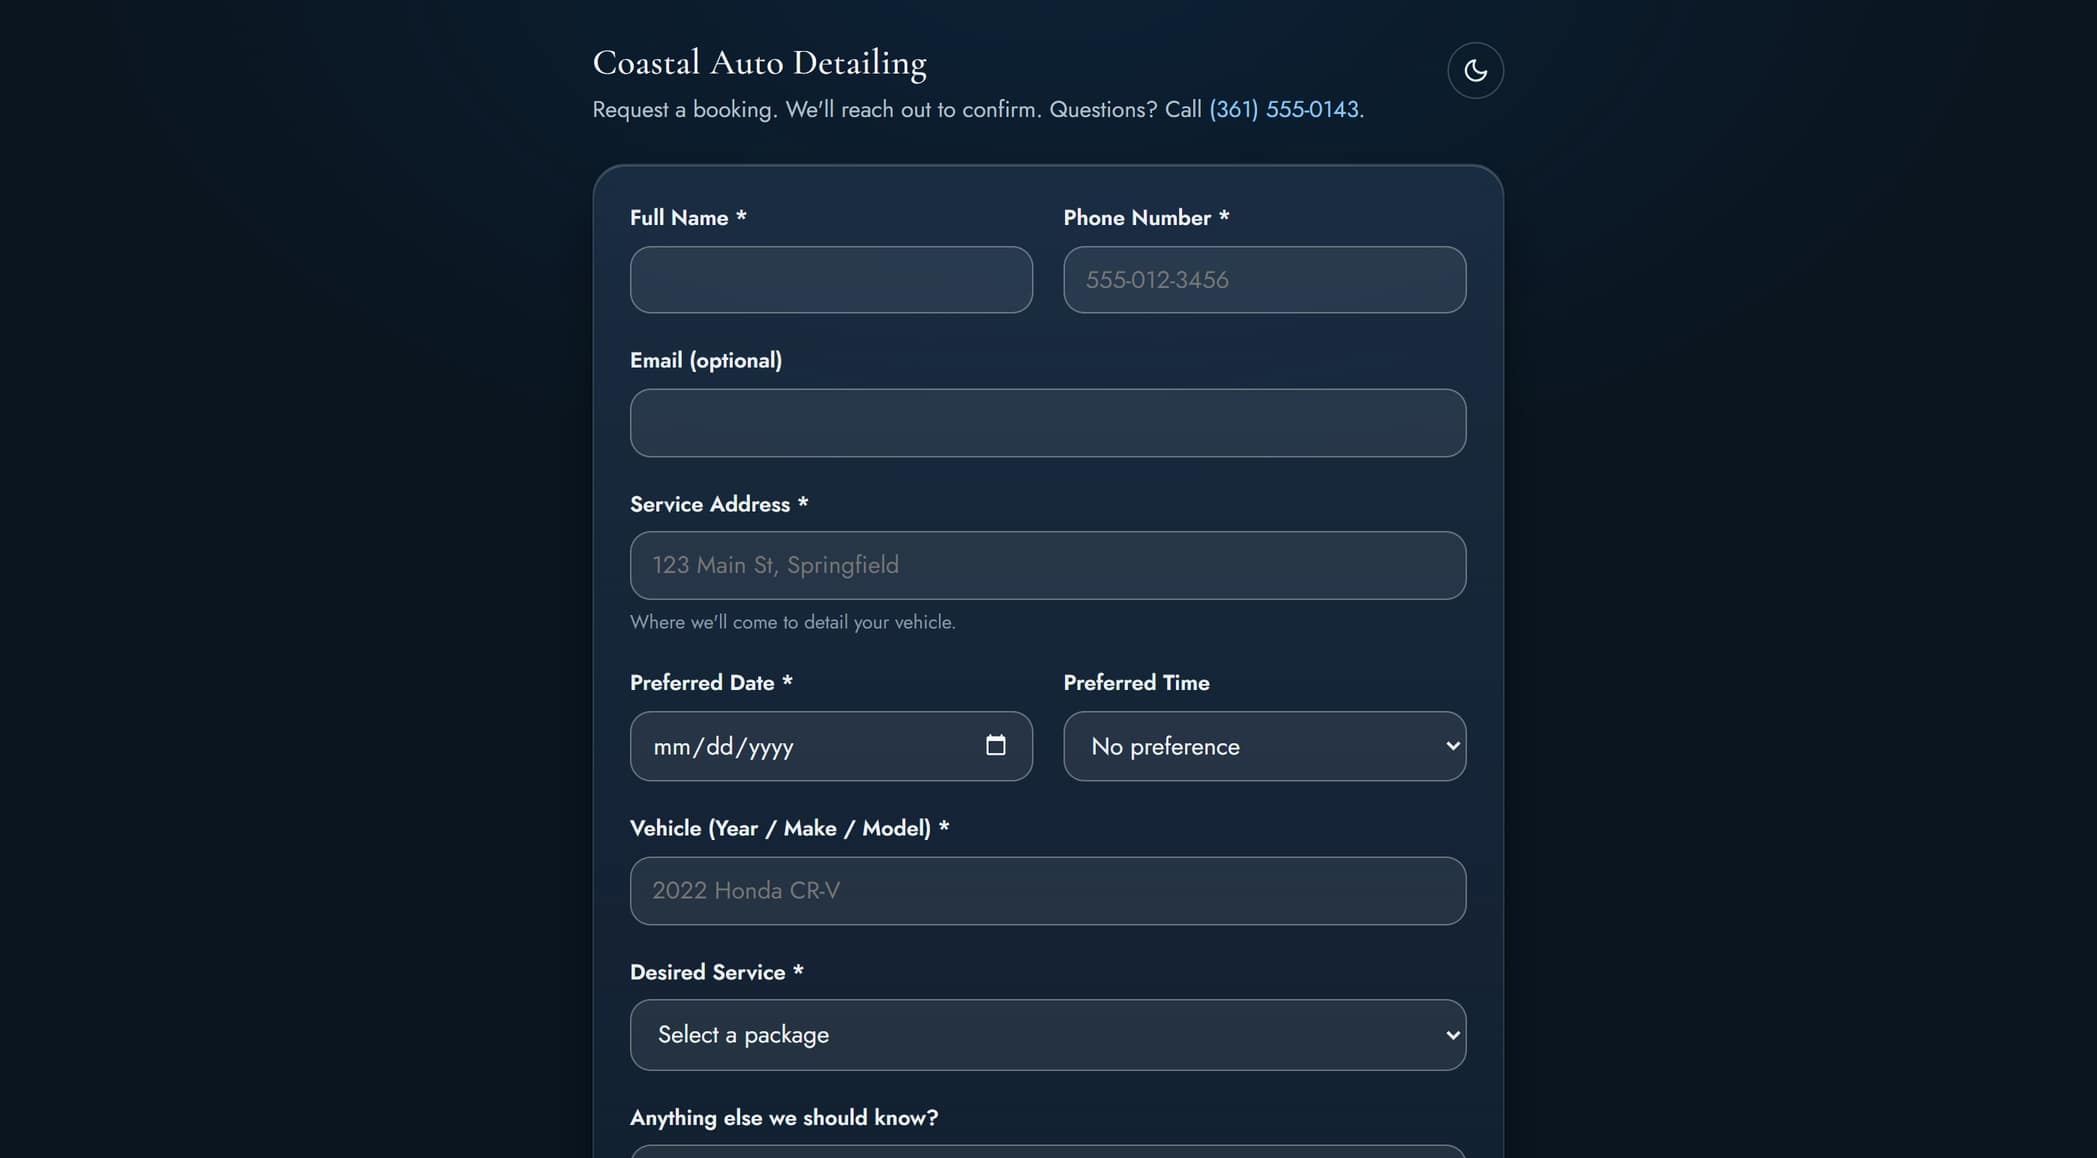 Coastal Auto Detailing
Request a booking. We'll reach out to confirm. Questions? Call (361) 555-0143.
Full Name *
Phone Number *
555-012-3456
Email (optional)
Service Address *
123 Main St, Springfield
Where we'll come to detail your vehicle.
Preferred Date *
Preferred Time
mm/dd/yyyy
No preference
Vehicle (Year / Make / Model) *
2022 Honda CR-V
Desired Service *
Select a package
Anything else we should know?